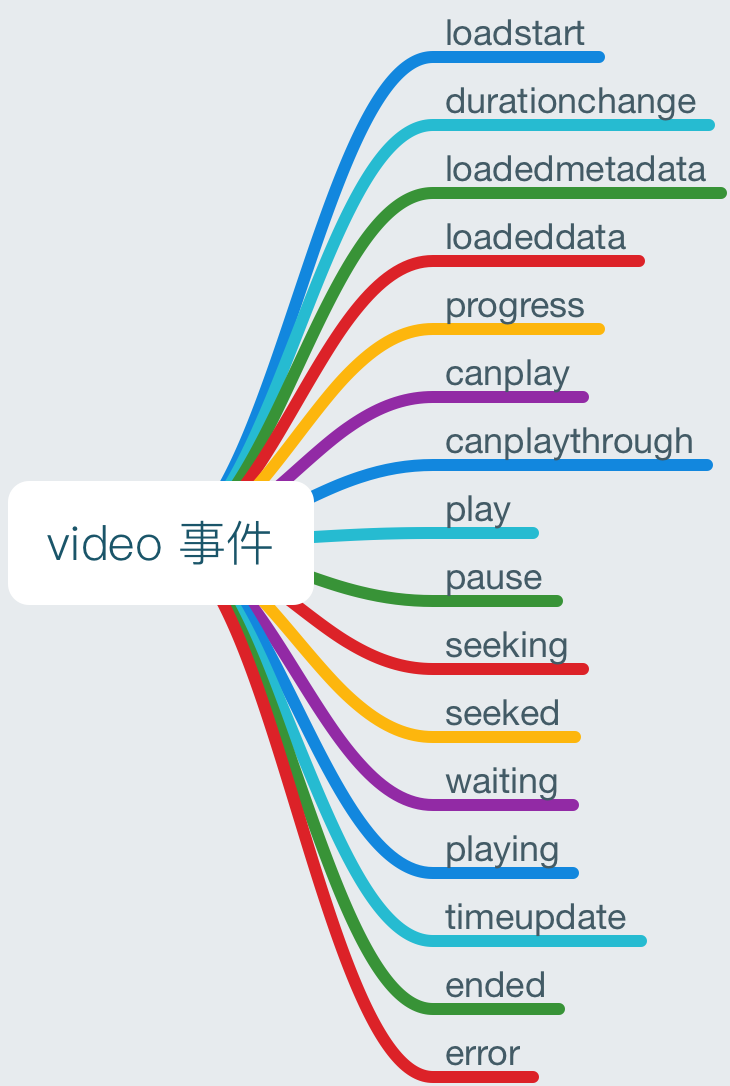 loadstart
durationchange
loadedmetadata
loadeddata
progress
canplay
canplaythrough
play
video 事件
pause
seeking
seeked
waiting
playing
timeupdate
ended
error